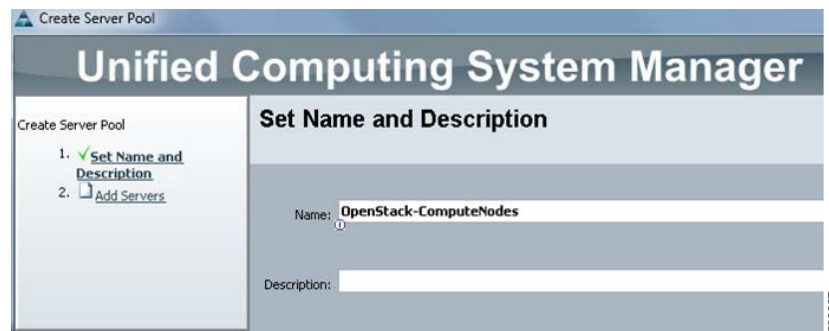 Create Server Pool
Unified Computing System Manager
Create Server Pool
1. Set Name and
Description
2. Add Servers
Set Name and Description
Name: OpenStack-ComputeNodes
Description: